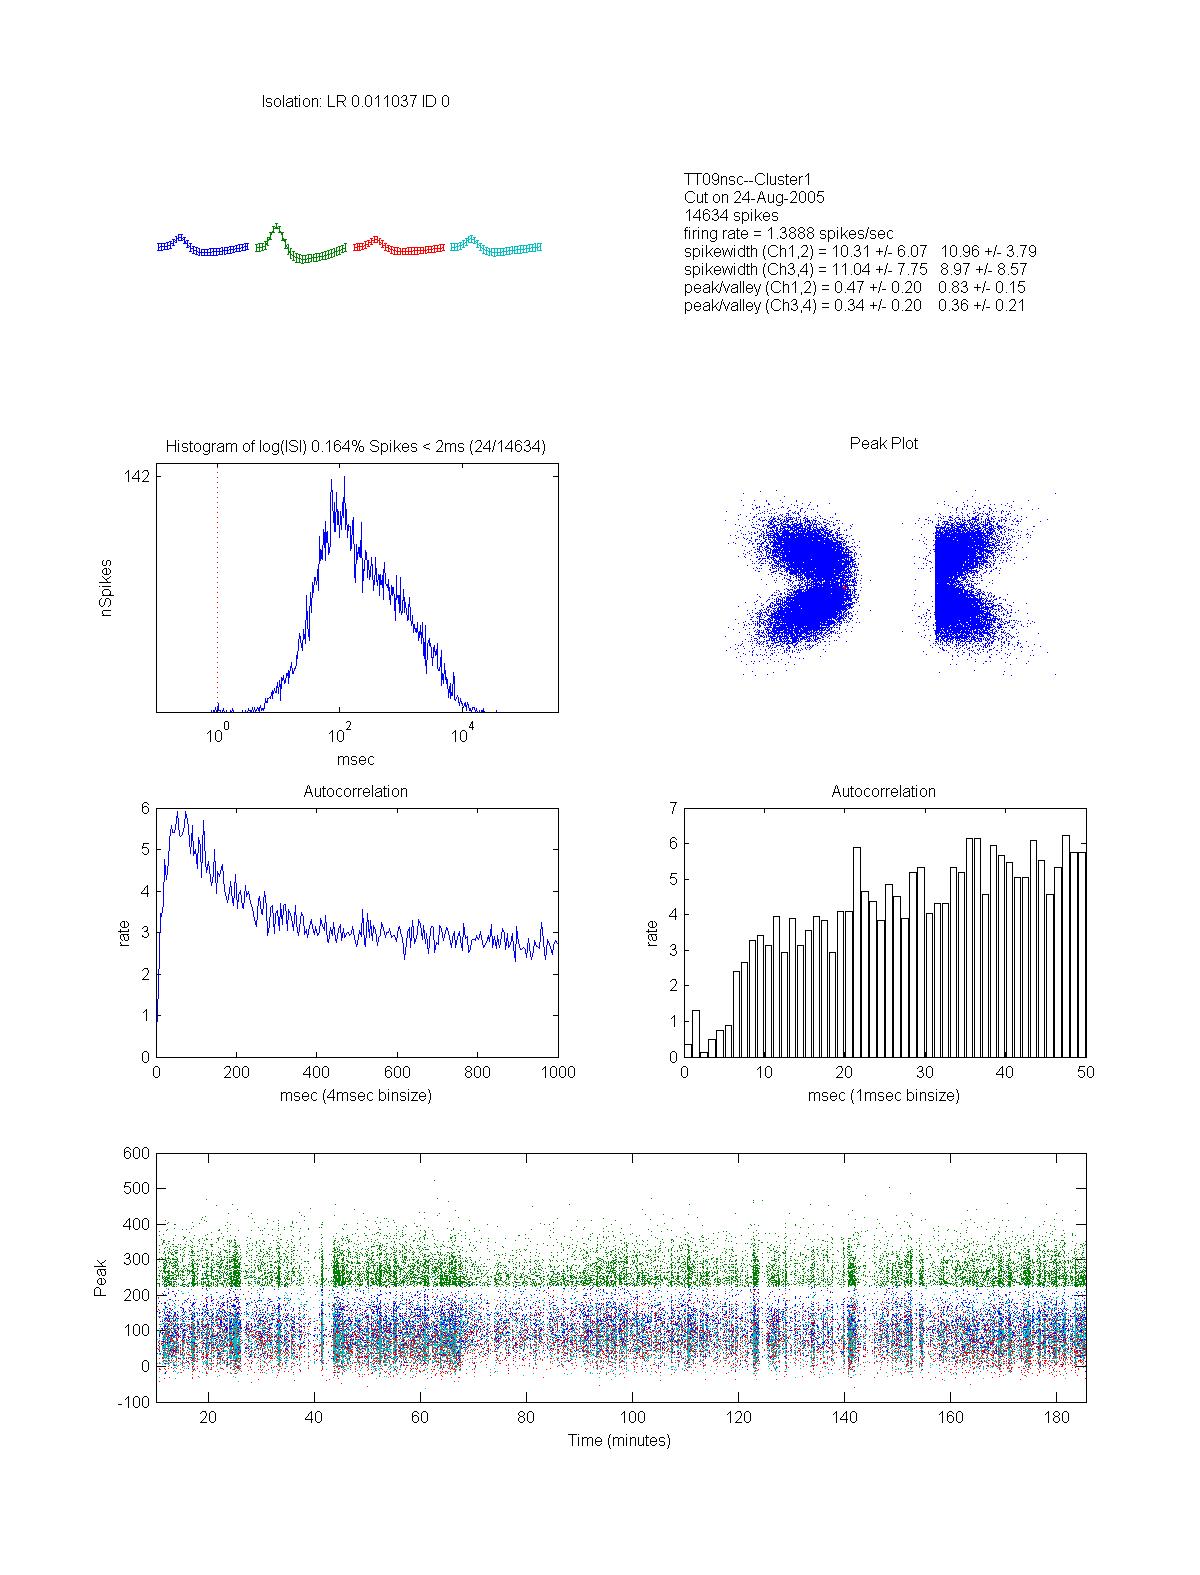 Isolation: LR 0.011037 ID 0
TT09nsc--Cluster1
Cut on 24-Aug-2005
14634 spikes
firing rate = 1.3888 spikes/sec
spikewidth (Ch1,2) = 10.31 +/- 6.07 10.96 +/- 3.79
spikewidth (Ch3,4) = 11.04 +/- 7.75 8.97 +/- 8.57
peak/valley (Ch1,2) = 0.47 +/- 0.20 0.83 +/- 0.15
peak/valley (Ch3,4) = 0.34 +/- 0.20 0.36 +/- 0.21
Histogram of log(ISI) 0.164% Spikes < 2ms (24/14634)
142
nSpikes
10^0 10^2 10^4
msec
Peak Plot
Autocorrelation
6
5
4
3
2
1
0
rate
0 200 400 600 800 1000
msec (4msec binsize)
Autocorrelation
7
6
5
4
3
2
1
0
rate
0 10 20 30 40 50
msec (1msec binsize)
600
500
400
300
200
100
0
-100
Peak
20 40 60 80 100 120 140 160 180
Time (minutes)